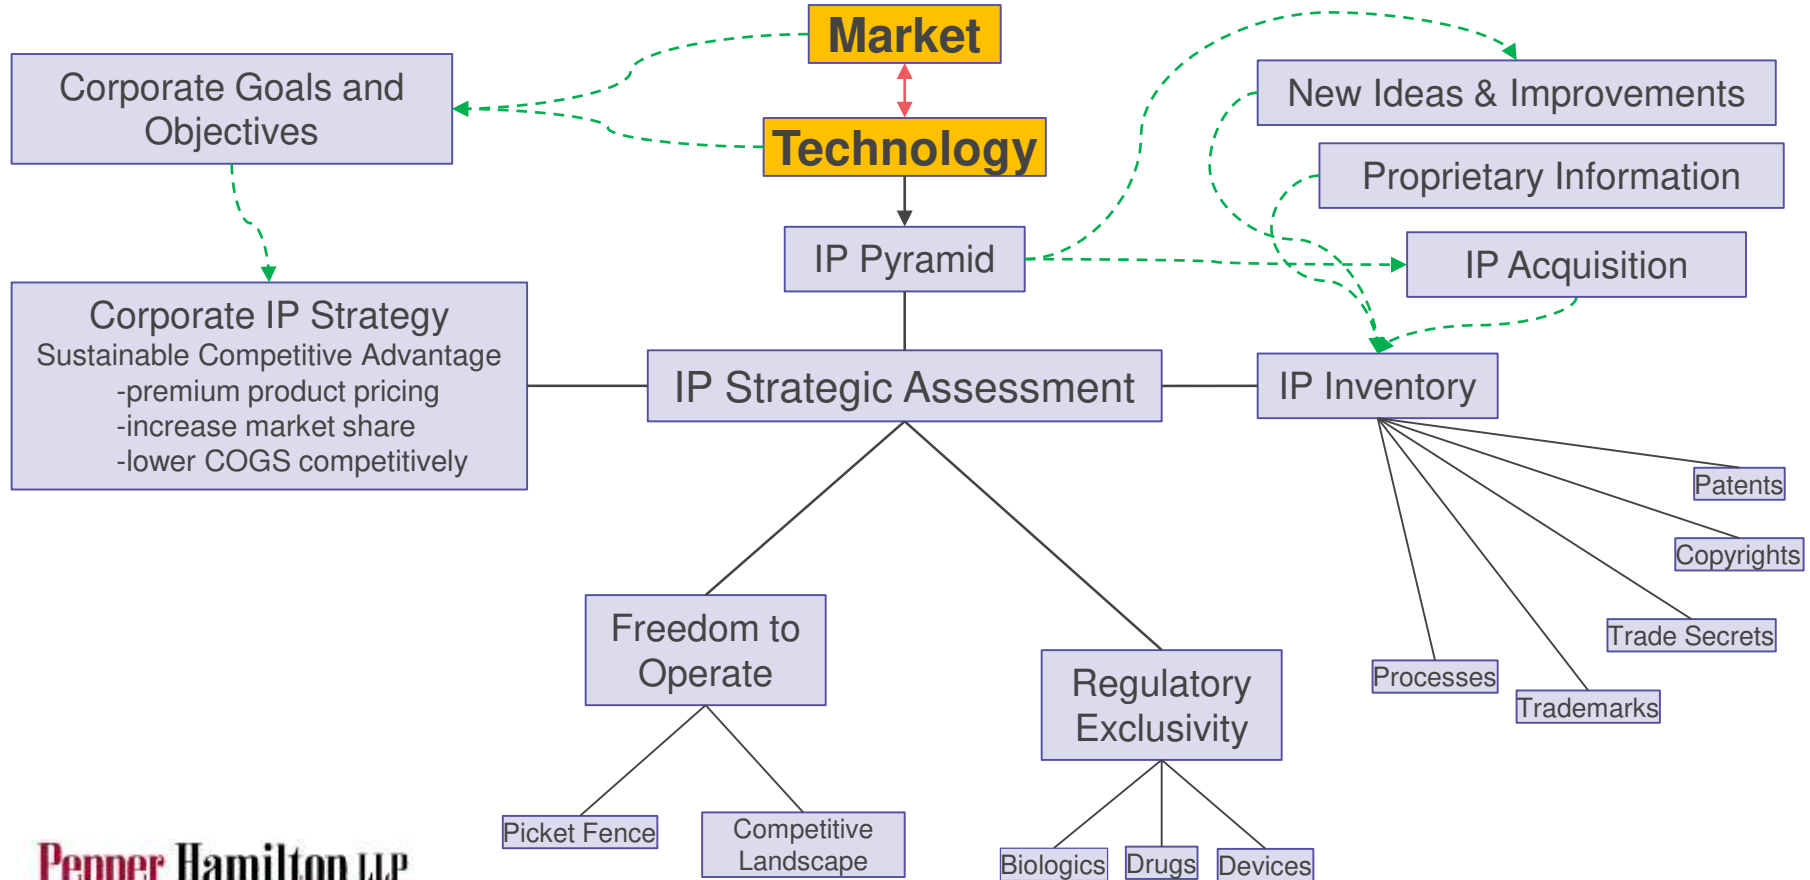 Market
Corporate Goals and
Objectives
Technology
New Ideas & Improvements
Proprietary Information
IP Pyramid
IP Acquisition
Corporate IP Strategy
Sustainable Competitive Advantage
-premium product pricing
-increase market share
-lower COGS competitively
IP Strategic Assessment
IP Inventory
Patents
Copyrights
Trade Secrets
Processes
Trademarks
Freedom to
Operate
Regulatory
Exclusivity
Picket Fence
Competitive
Landscape
Biologics
Drugs
Devices
Pepper Hamilton LLP